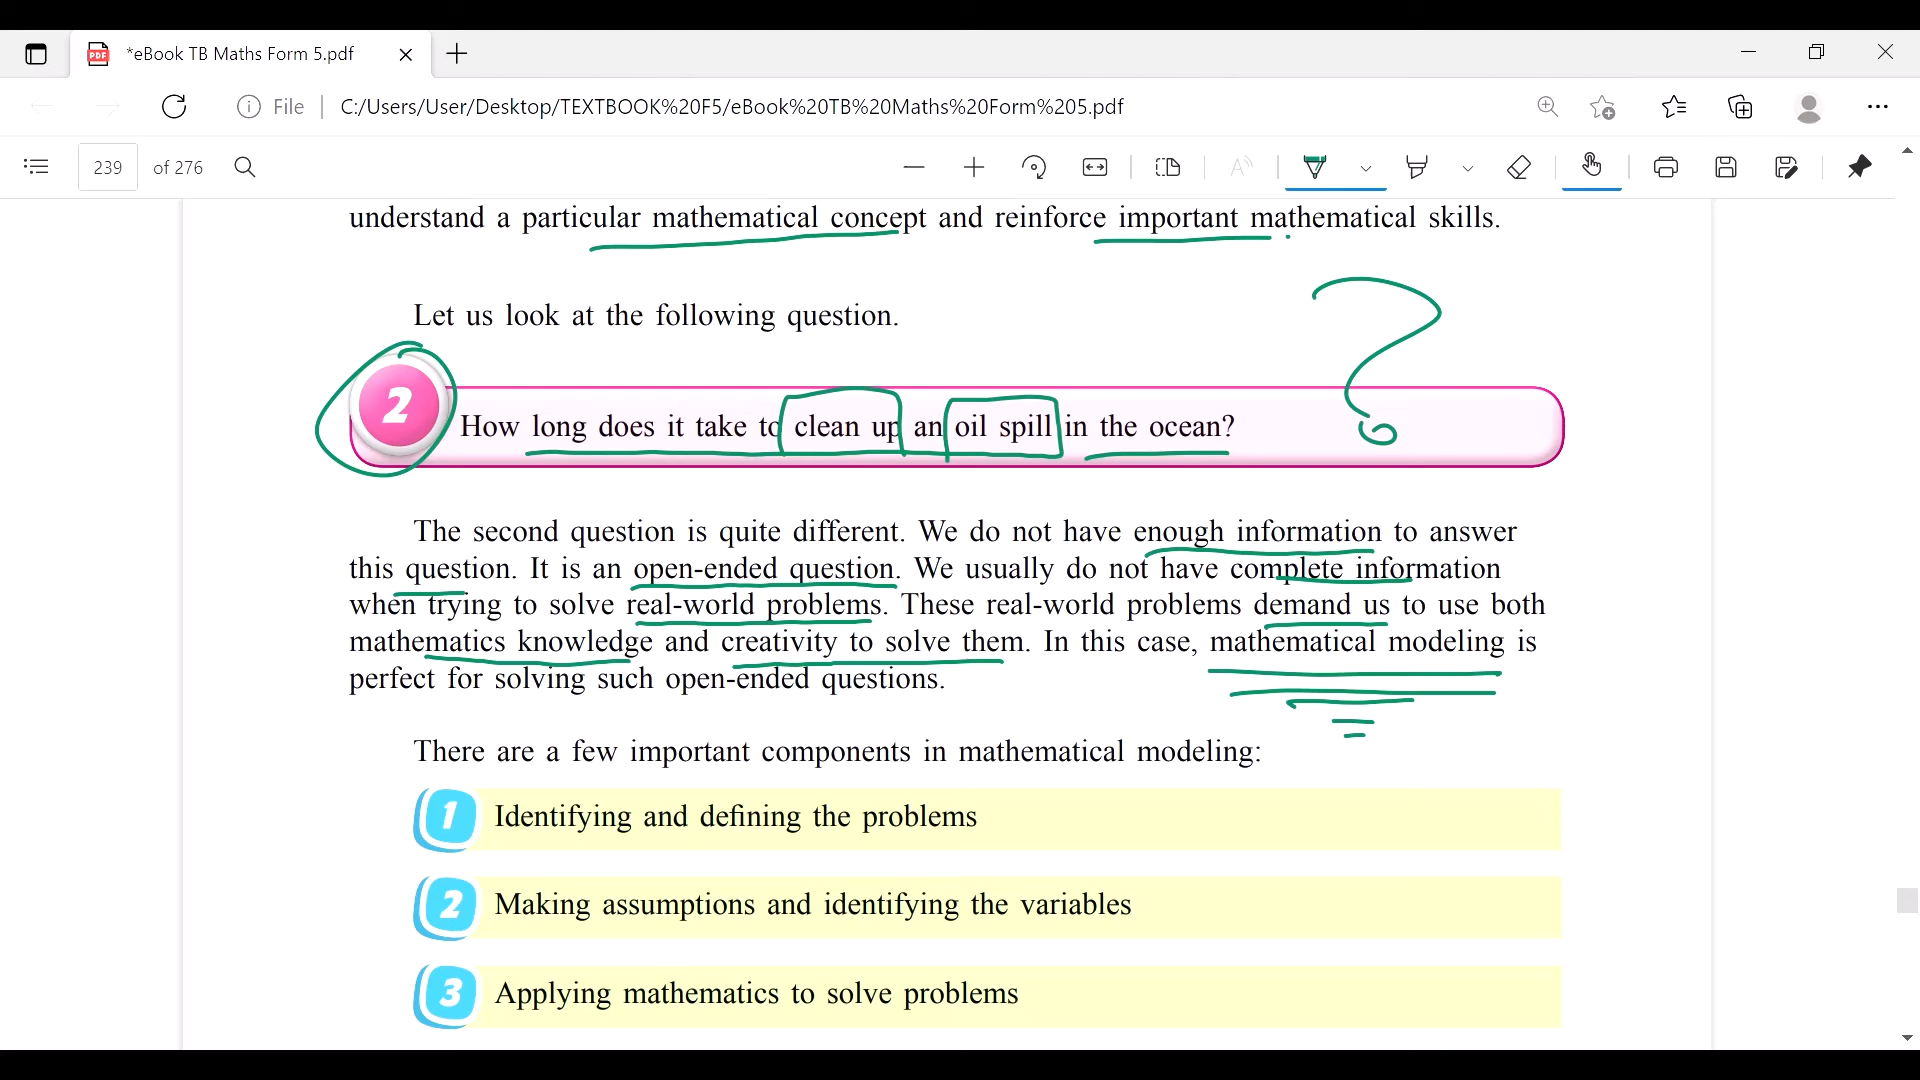 *eBook TB Maths Form 5.pdf
File
C:/Users/User/Desktop/TEXTBOOK%20F5/eBook%20TB%20Maths%20Form%205.pdf
239 of 276
understand a particular mathematical concept and reinforce important mathematical skills.
Let us look at the following question.
2
How long does it take to clean up an oil spill in the ocean?
?
The second question is quite different. We do not have enough information to answer
this question. It is an open-ended question. We usually do not have complete information
when trying to solve real-world problems. These real-world problems demand us to use both
mathematics knowledge and creativity to solve them. In this case, mathematical modeling is
perfect for solving such open-ended questions.
There are a few important components in mathematical modeling:
1 Identifying and defining the problems
2 Making assumptions and identifying the variables
3 Applying mathematics to solve problems